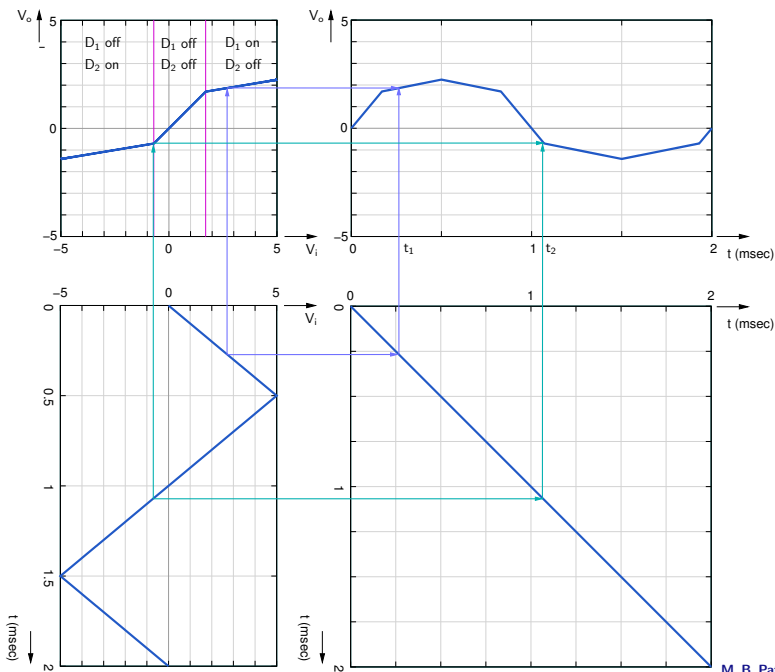 Vₒ
5
0
−5
D₁ off
D₂ on
D₁ off
D₂ off
D₁ on
D₂ off
−5 0 5
Vᵢ
Vₒ
5
0
−5
0 t₁ 1 t₂ 2
t (msec)
−5 0 5
Vᵢ
0
0.5
1
1.5
2
t (msec)
0 1 2
t (msec)
0
1
2
M. B.